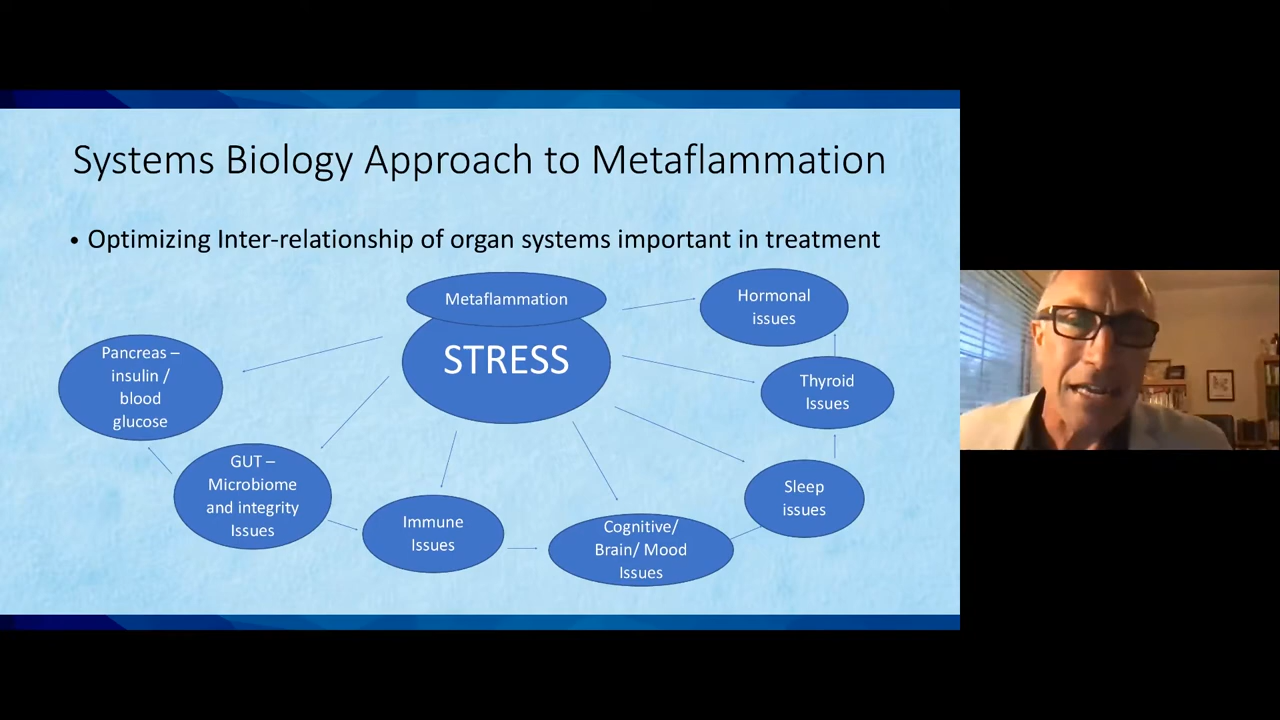 Systems Biology Approach to Metaflammation
• Optimizing Inter-relationship of organ systems important in treatment
Metaflammation
STRESS
Hormonal
issues
Thyroid
Issues
Sleep
issues
Cognitive/
Brain/ Mood
Issues
Immune
Issues
GUT –
Microbiome
and integrity
Issues
Pancreas –
insulin /
blood
glucose